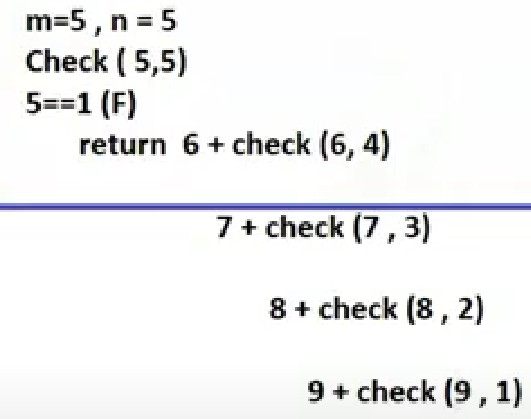 m=5 , n = 5
Check ( 5,5)
5==1 (F)
return 6 + check (6, 4)
7 + check (7 , 3)
8 + check (8 , 2)
9 + check (9 , 1)